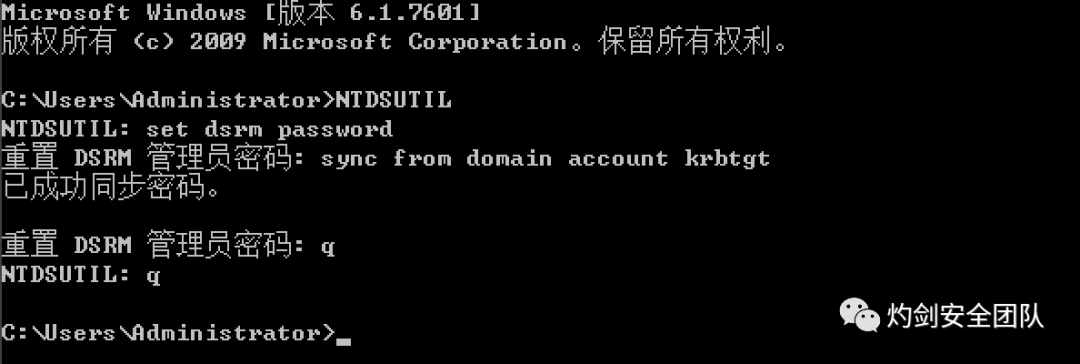 Microsoft Windows [版本 6.1.7601]
版权所有 (c) 2009 Microsoft Corporation。保留所有权利。
C:\Users\Administrator>NTDSUTIL
NTDSUTIL: set dsrm password
重置 DSRM 管理员密码: sync from domain account krbtgt
已成功同步密码。
重置 DSRM 管理员密码: q
NTDSUTIL: q
C:\Users\Administrator>_
灼剑安全团队